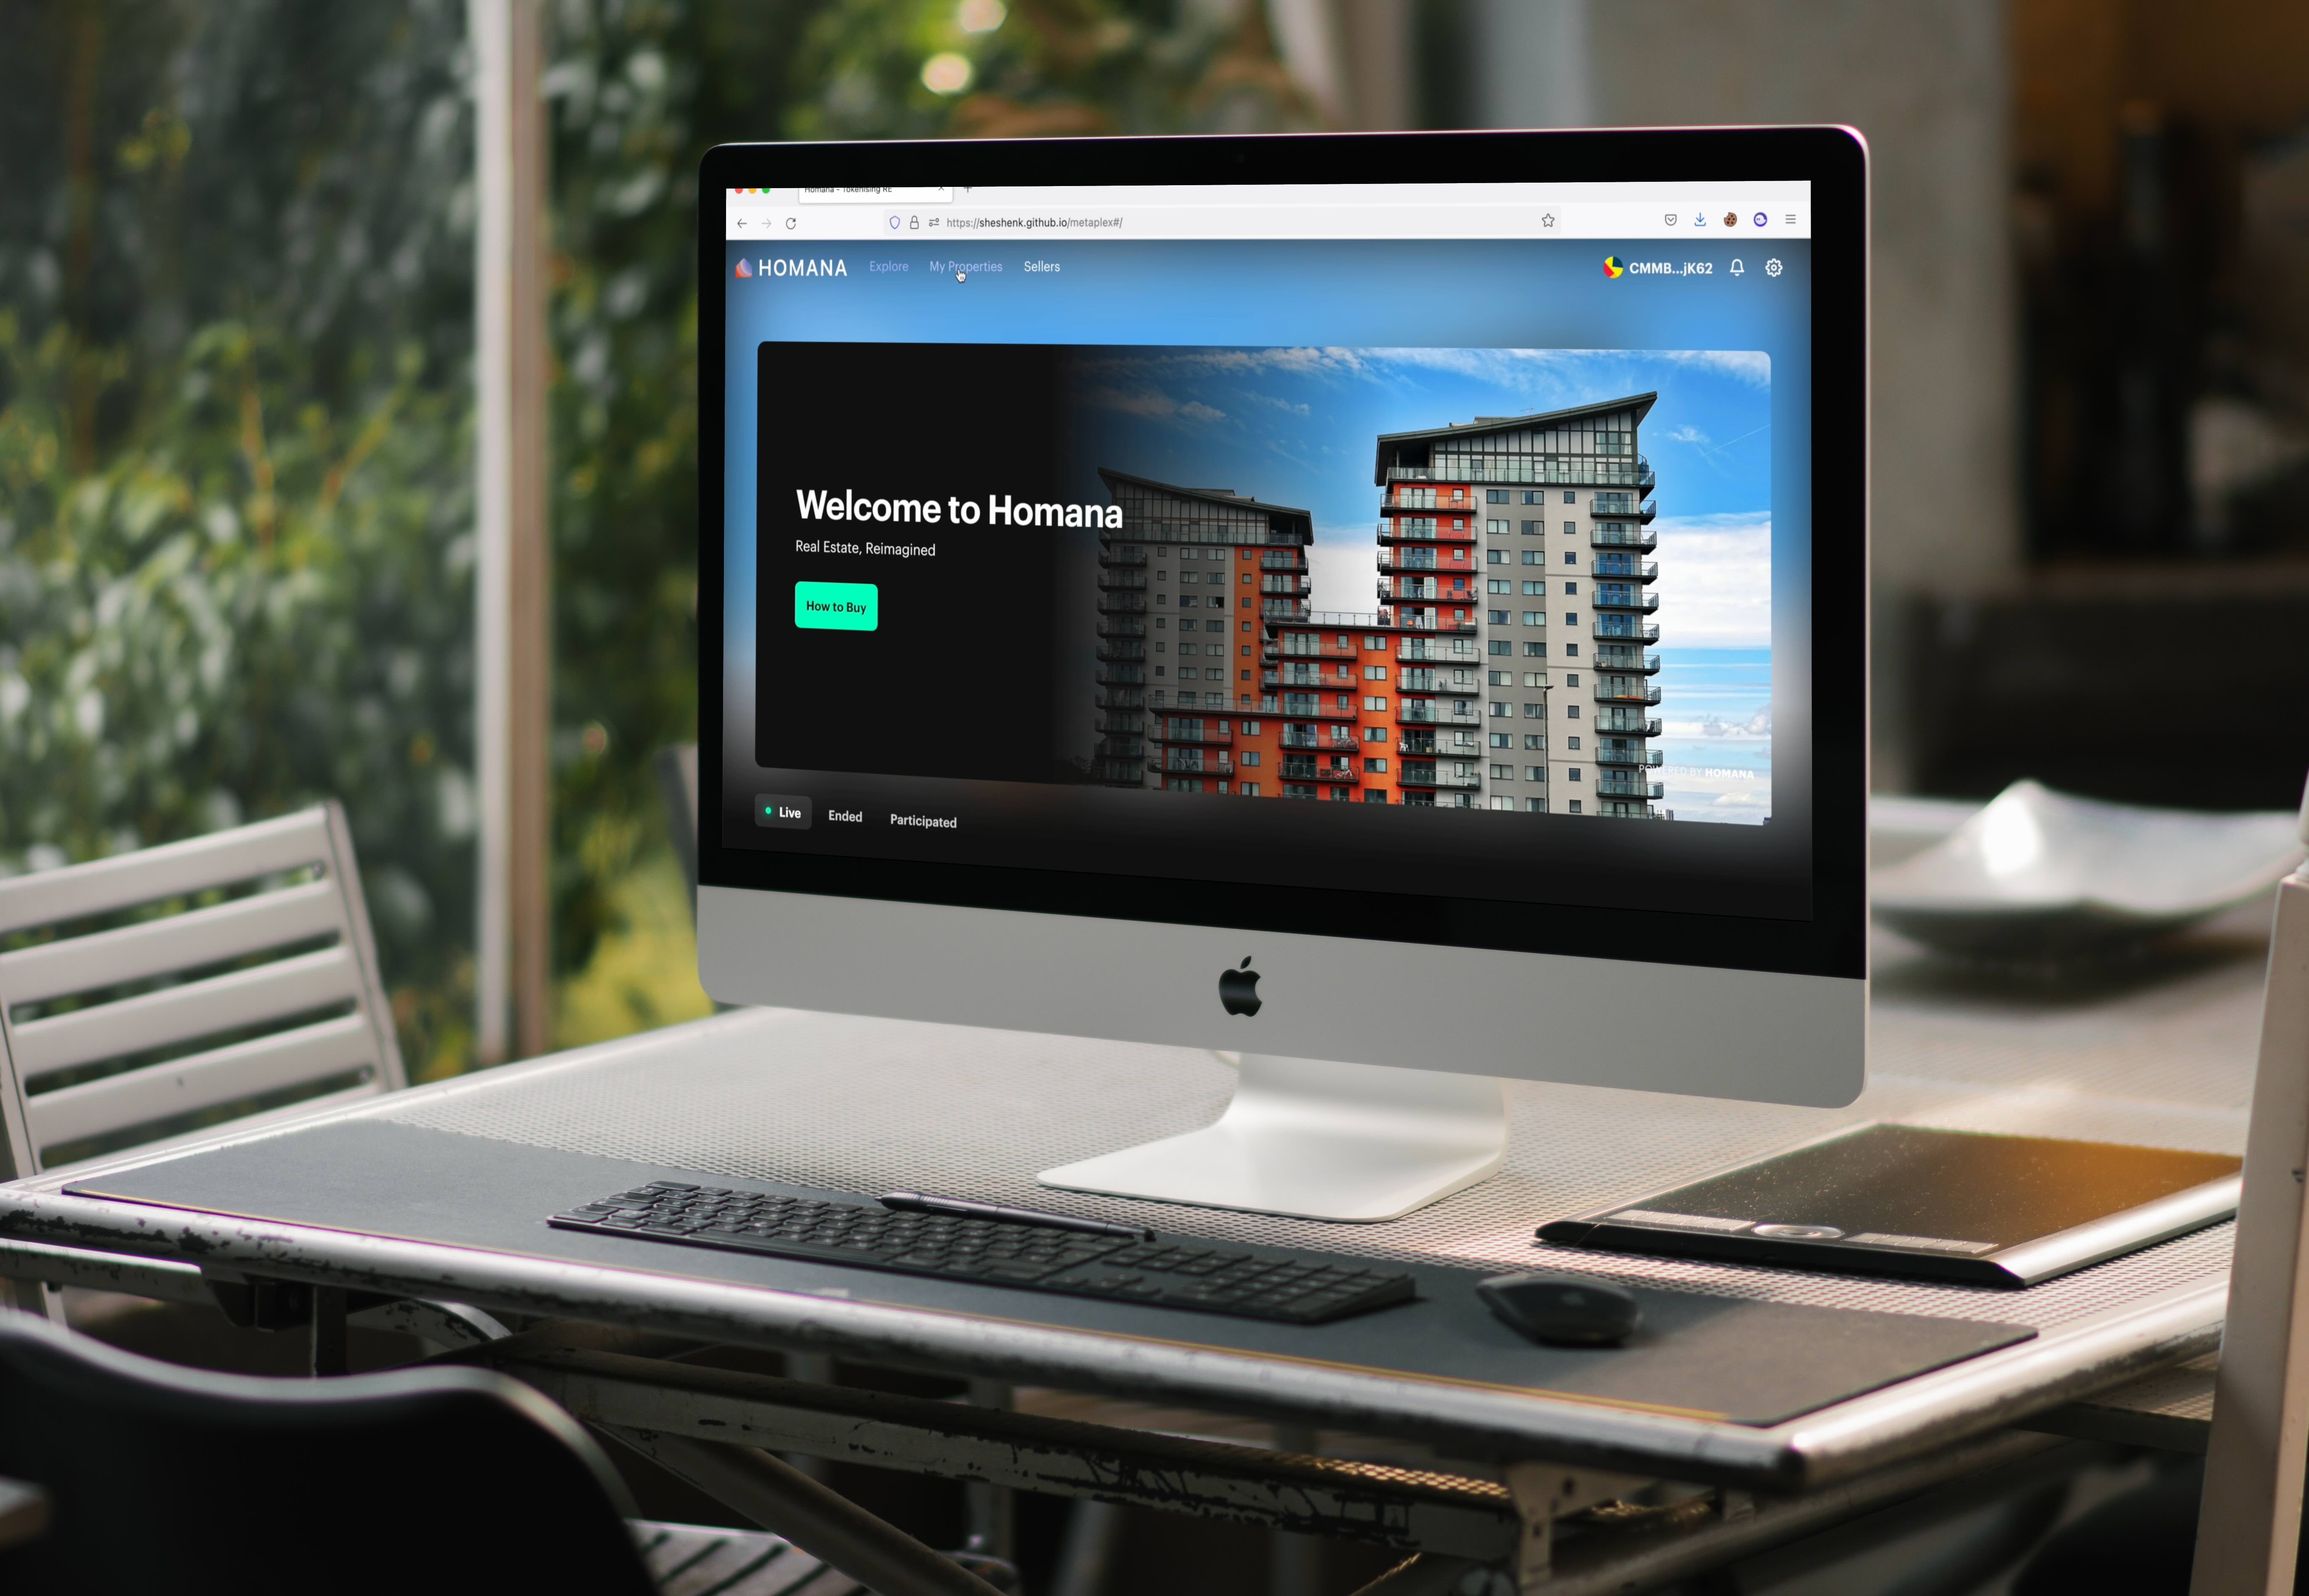 Homana - Tokenising RE
https://sheshenk.github.io/metaplex#/
HOMANA Explore My Properties Sellers CMMB...jK62
Welcome to Homana
Real Estate, Reimagined
How to Buy
POWERED BY HOMANA
Live Ended Participated